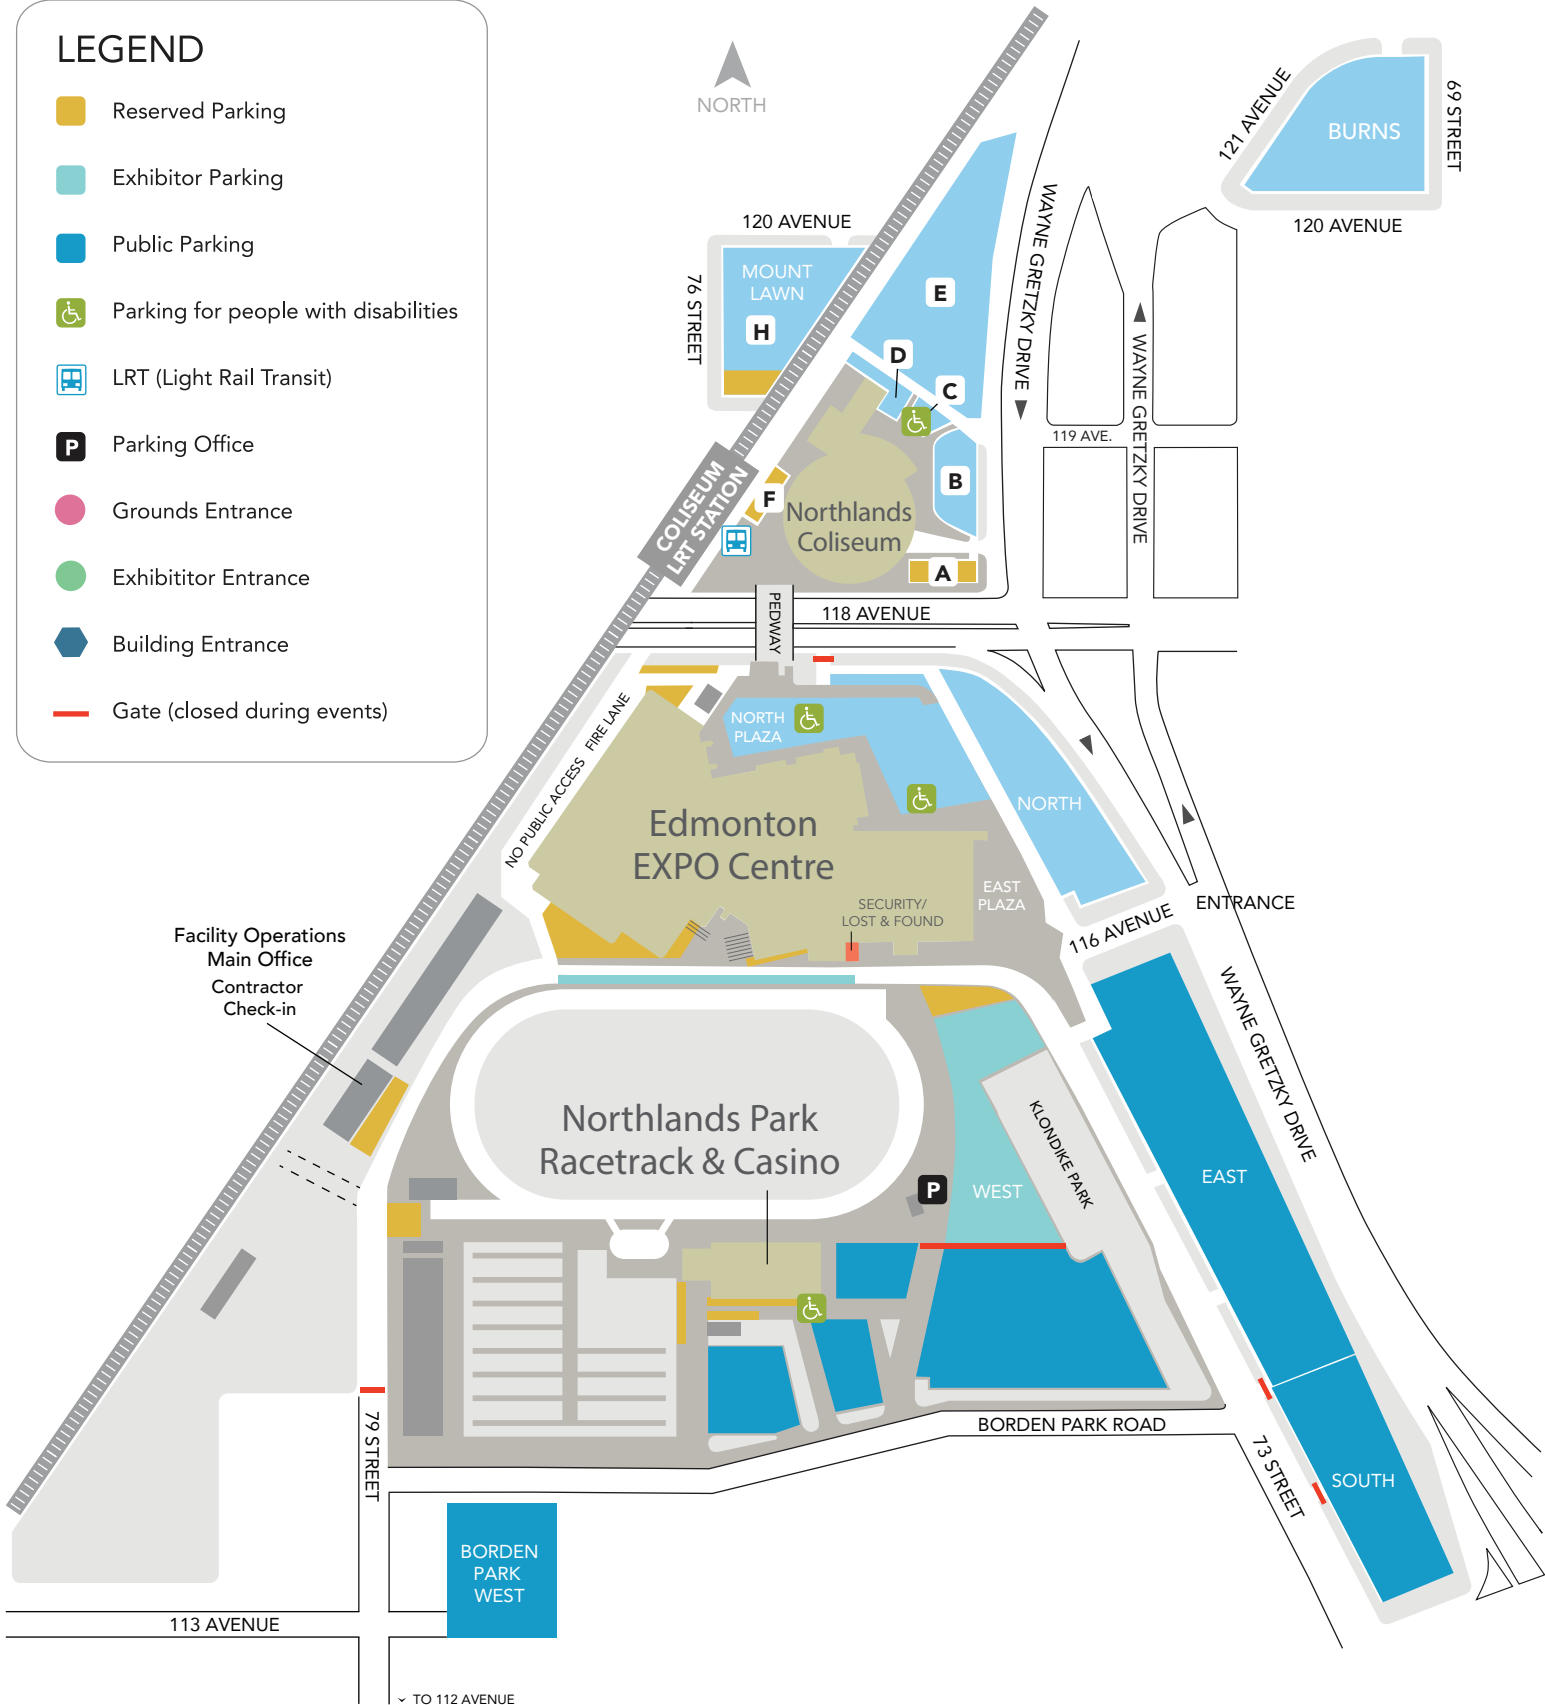 LEGEND
Reserved Parking
Exhibitor Parking
Public Parking
Parking for people with disabilities
LRT (Light Rail Transit)
P
Parking Office
Grounds Entrance
Exhibititor Entrance
Building Entrance
Gate (closed during events)
NORTH
121 AVENUE
BURNS
69 STREET
120 AVENUE
120 AVENUE
76 STREET
MOUNT
LAWN
H
E
D
C
B
F
A
WAYNE GRETZKY DRIVE
WAYNE GRETZKY DRIVE
119 AVE.
COLISEUM
LRT STATION
Northlands
Coliseum
PEDWAY
118 AVENUE
NO PUBLIC ACCESS
FIRE LANE
NORTH
PLAZA
NORTH
Edmonton
EXPO Centre
EAST
PLAZA
SECURITY/
LOST & FOUND
ENTRANCE
116 AVENUE
Facility Operations
Main Office
Contractor
Check-in
WAYNE GRETZKY DRIVE
Northlands Park
Racetrack & Casino
KLONDIKE PARK
P
WEST
EAST
79 STREET
BORDEN PARK ROAD
73 STREET
SOUTH
BORDEN
PARK
WEST
113 AVENUE
TO 112 AVENUE